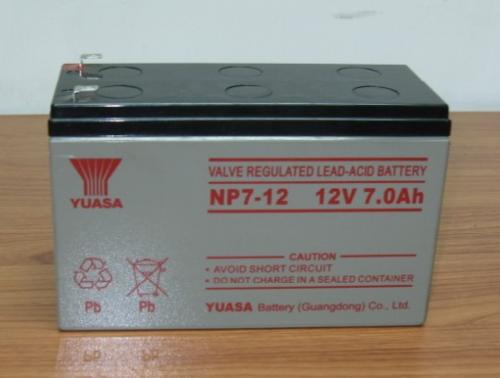 VALVE REGULATED LEAD-ACID BATTERY
YUASA
NP7-12 12V 7.0Ah
CAUTION
• AVOID SHORT CIRCUIT
• DO NOT CHARGE IN A SEALED CONTAINER
Pb Pb
YUASA Battery (Guangdong) Co., Ltd.